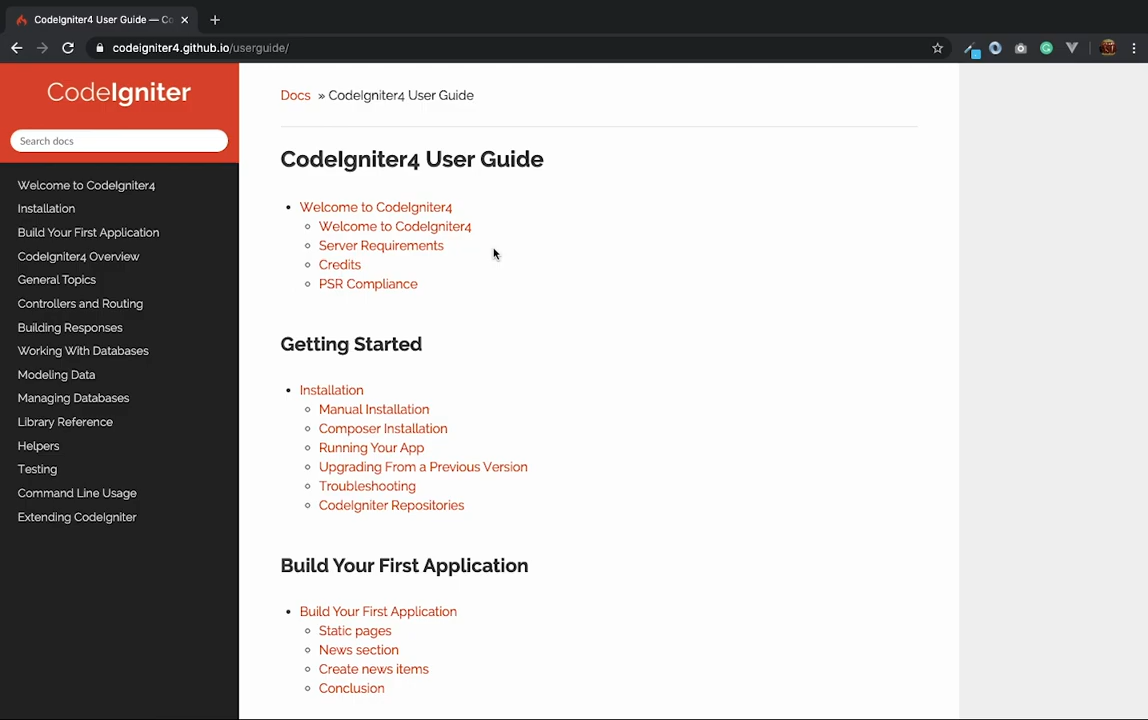 CodeIgniter4 User Guide — Co
codeigniter4.github.io/userguide/
CodeIgniter
Search docs
Welcome to CodeIgniter4
Installation
Build Your First Application
CodeIgniter4 Overview
General Topics
Controllers and Routing
Building Responses
Working With Databases
Modeling Data
Managing Databases
Library Reference
Helpers
Testing
Command Line Usage
Extending CodeIgniter
Docs » CodeIgniter4 User Guide
CodeIgniter4 User Guide
Welcome to CodeIgniter4
Welcome to CodeIgniter4
Server Requirements
Credits
PSR Compliance
Getting Started
Installation
Manual Installation
Composer Installation
Running Your App
Upgrading From a Previous Version
Troubleshooting
CodeIgniter Repositories
Build Your First Application
Build Your First Application
Static pages
News section
Create news items
Conclusion